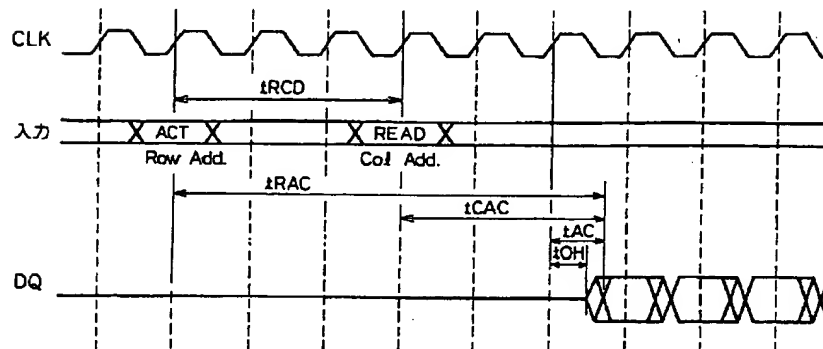 CLK
tRCD
入力
ACT
READ
Row Add.
Col Add.
tRAC
tCAC
tAC
tOH
DQ